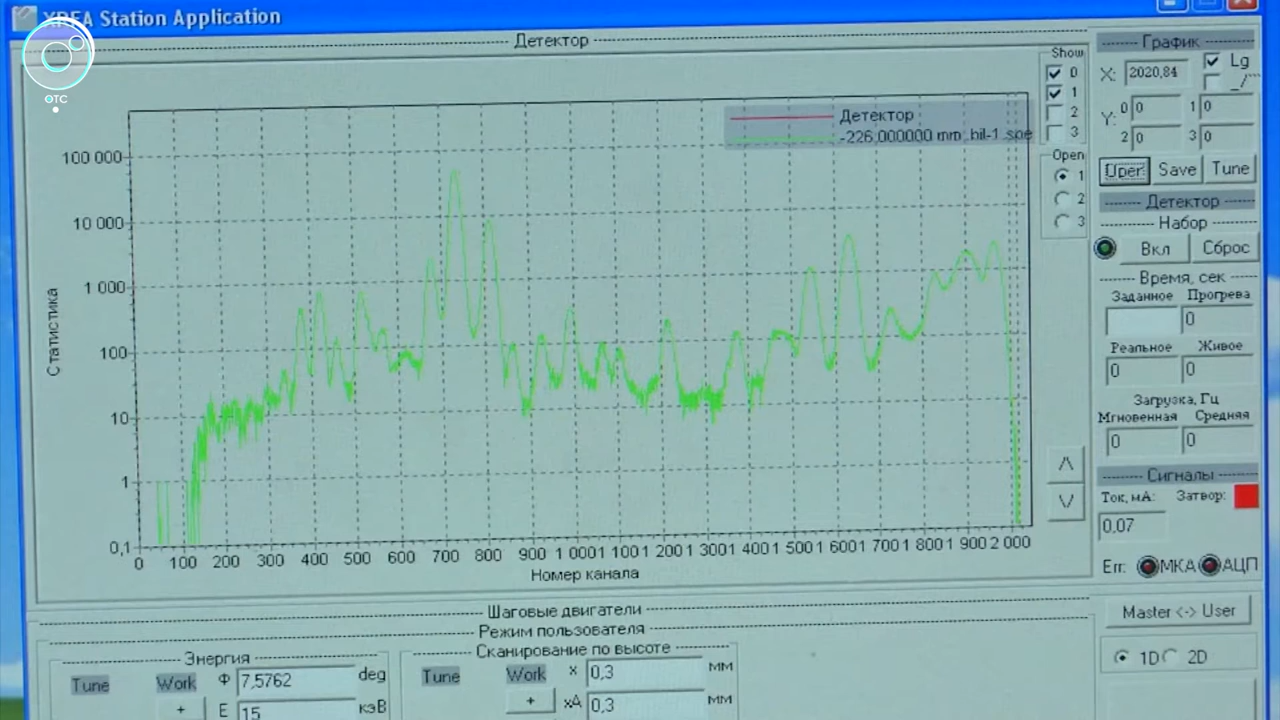 XRFA Station Application
Детектор
ОТС
Show
0
1
2
3
Open
1
2
3
Детектор
-226,000000 mm_bil-1_spe
100 000
10 000
1 000
100
10
1
0,1
Статистика
0 100 200 300 400 500 600 700 800 900 1 000 1 100 1 200 1 300 1 400 1 500 1 600 1 700 1 800 1 900 2 000
Номер канала
График
X: 2020,84 Lg
Y: 0 0 1 0
2 0 3 0
Open Save Tune
Детектор
Набор
Вкл Сброс
Время, сек
Заданное Прогрева
0
Реальное Живое
0 0
Загрузка, Гц
Мгновенная Средняя
0 0
Сигналы
Ток, мА: Затвор:
0,07
Err: МКА АЦП
Master <-> User
1D 2D
Шаговые двигатели
Режим пользователя
Энергия
Tune Work Ф 7,5762 deg
+ E 15 кэВ
Сканирование по высоте
Tune Work x 0,3 мм
+ xA 0,3 мм